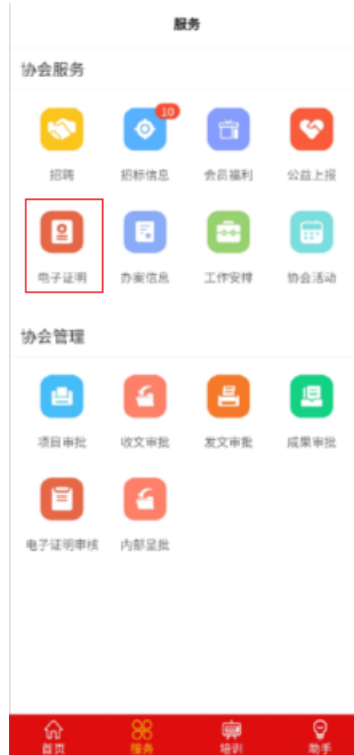 服务
协会服务
10
招聘 招标信息 会员福利 公益上报
电子证明 办案信息 工作安排 协会活动
协会管理
项目审批 收文审批 发文审批 成果审批
电子证明审核 内部呈批
首页 服务 培训 助手